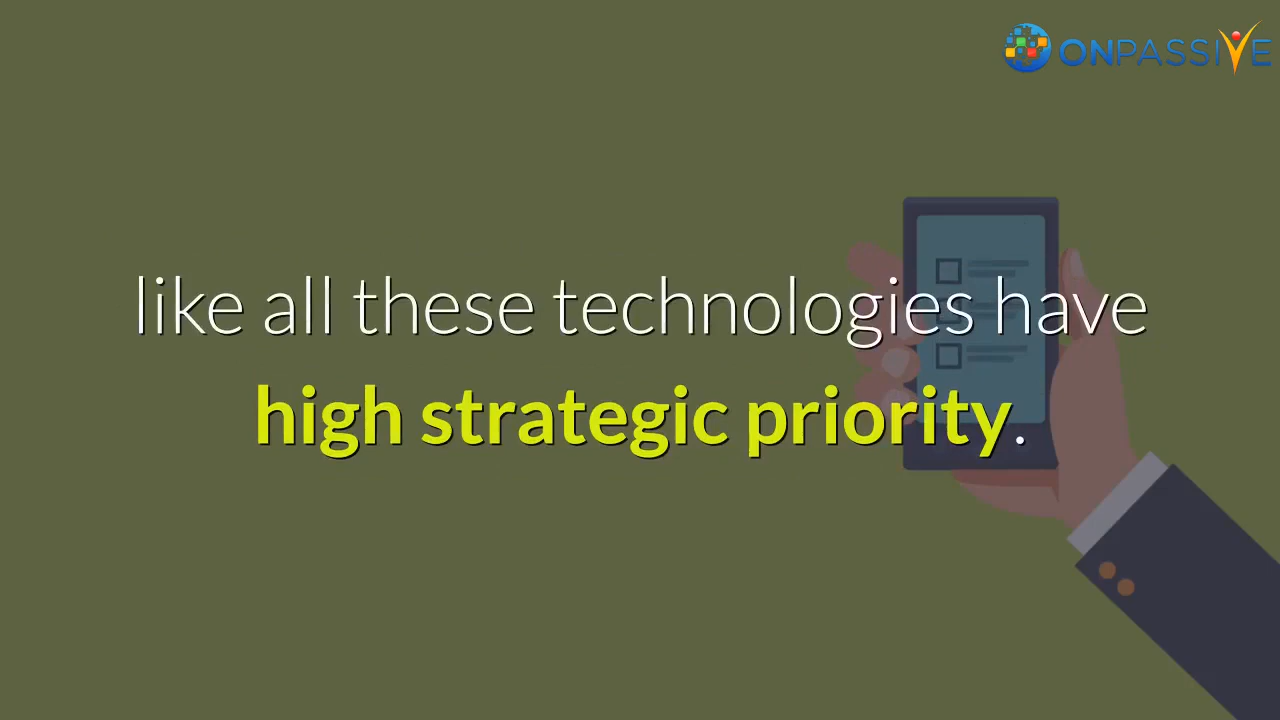 ONPASSIVE
like all these technologies have
high strategic priority.